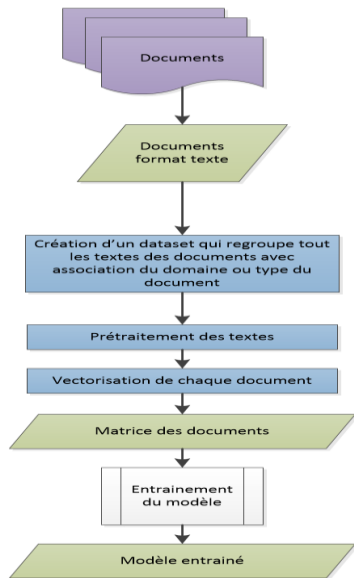 Documents
Documents
format texte
Création d'un dataset qui regroupe tout
les textes des documents avec
association du domaine ou type du
document
Prétraitement des textes
Vectorisation de chaque document
Matrice des documents
Entrainement
du modèle
Modèle entrainé